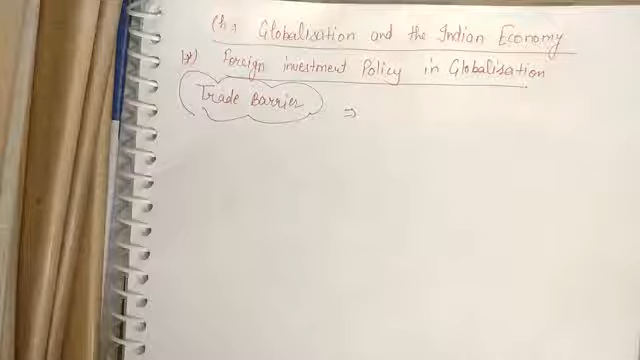 Ch:, Globalisation and the Indian Economy
Foreign investment Policy in Globalisation
Trade Barrier ⇒